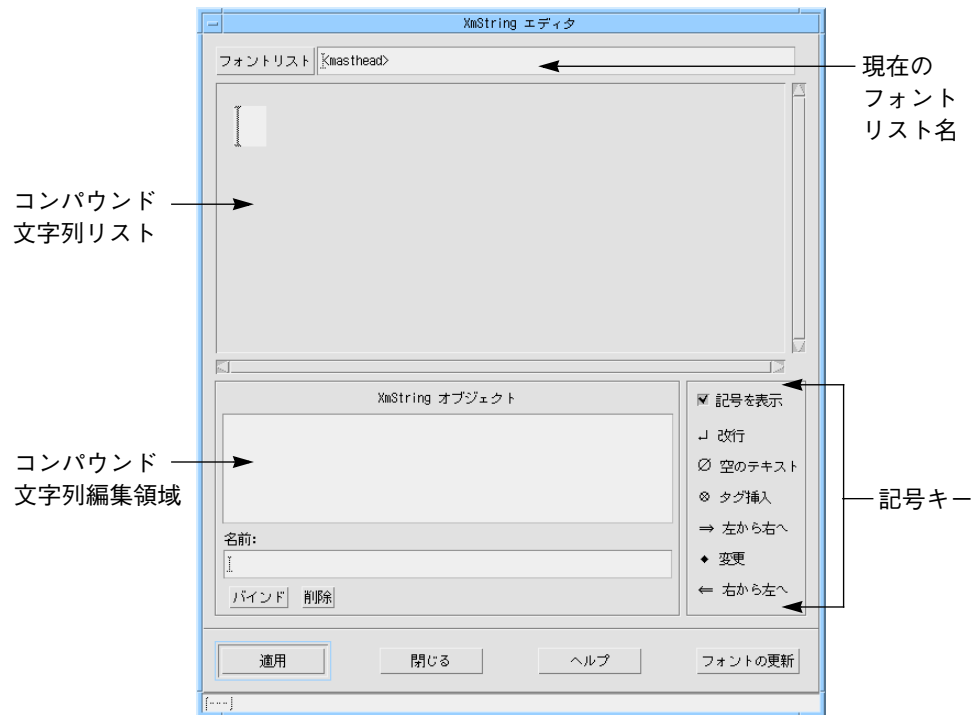 XmString エディタ
フォントリスト <masthead>
現在の
フォント
リスト名
コンパウンド
文字列リスト
XmString オブジェクト
コンパウンド
文字列編集領域
名前:
バインド 削除
記号を表示
↵ 改行
∅ 空のテキスト
⊗ タグ挿入
⇒ 左から右へ
◆ 変更
⇐ 右から左へ
記号キー
適用 閉じる ヘルプ フォントの更新
[---]